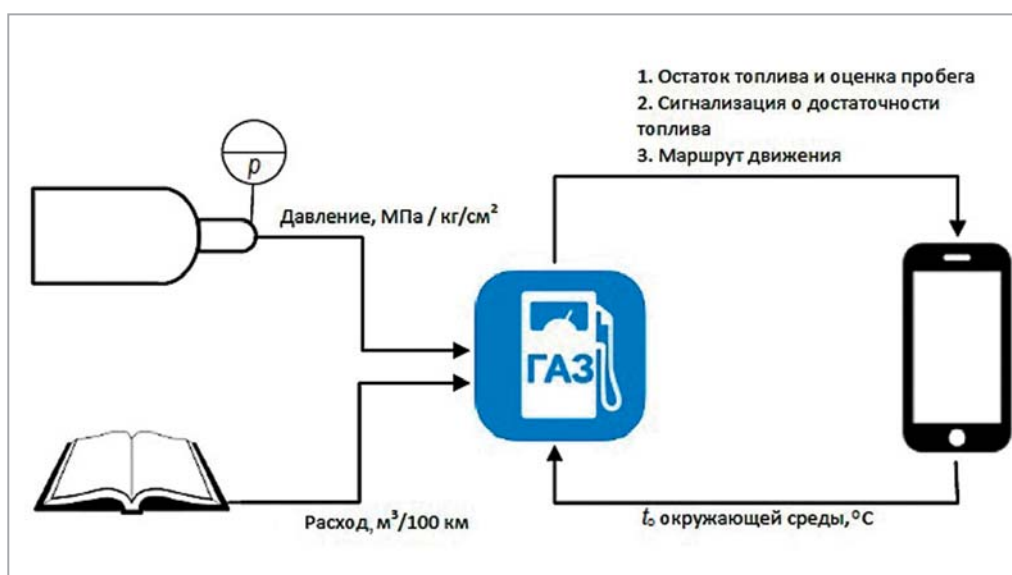 1. Остаток топлива и оценка пробега
2. Сигнализация о достаточности
топлива
3. Маршрут движения
p
Давление, МПа / кг/см²
ГАЗ
Расход, м³/100 км
tₒ окружающей среды, °С